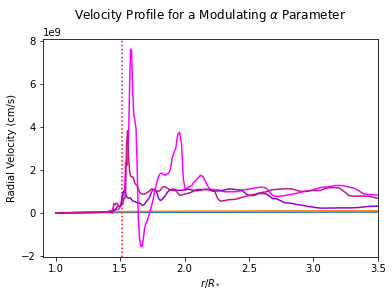 Velocity Profile for a Modulating α Parameter
1e9
8
6
4
2
0
−2
Radial Velocity (cm/s)
1.0 1.5 2.0 2.5 3.0 3.5
r/R*